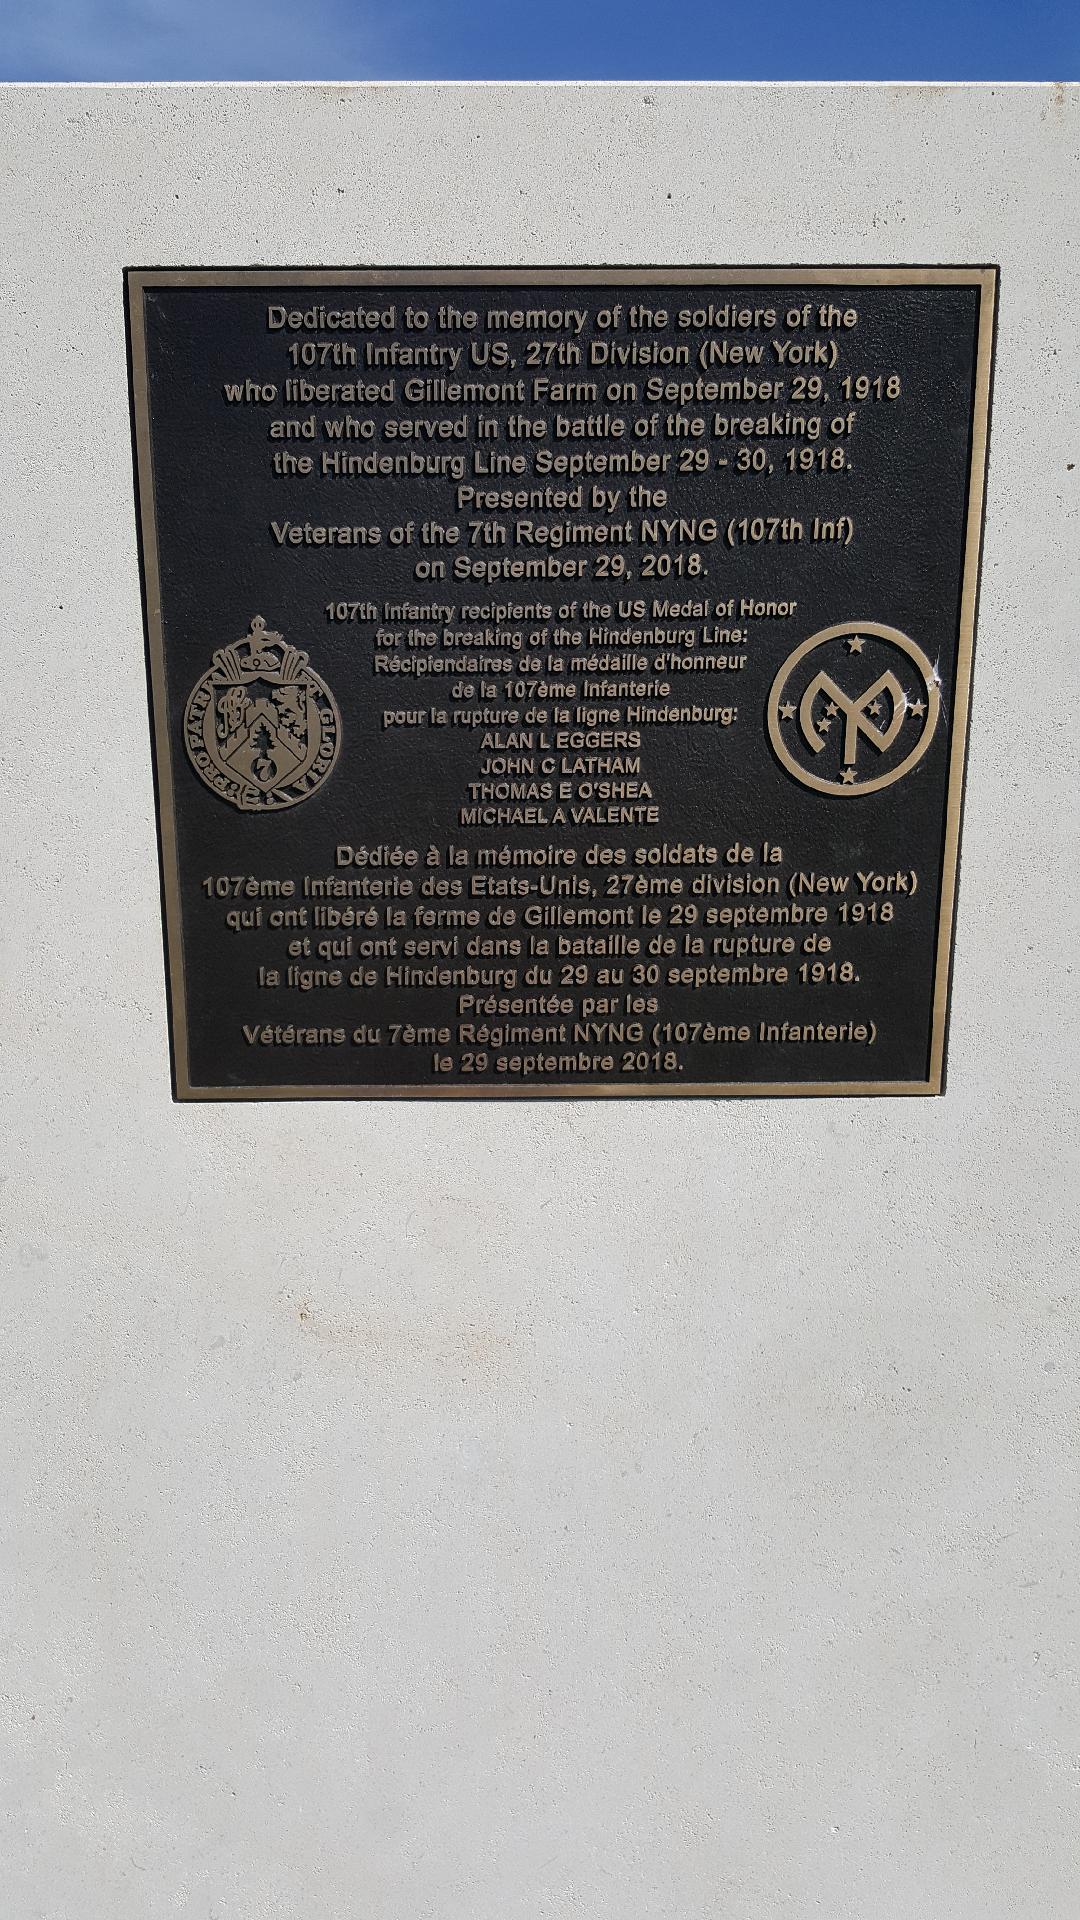 Dedicated to the memory of the soldiers of the
107th Infantry US, 27th Division (New York)
who liberated Gillemont Farm on September 29, 1918
and who served in the battle of the breaking of
the Hindenburg Line September 29 - 30, 1918.
Presented by the
Veterans of the 7th Regiment NYNG (107th Inf)
on September 29, 2018.
107th Infantry recipients of the US Medal of Honor
for the breaking of the Hindenburg Line:
Récipiendaires de la médaille d'honneur
de la 107ème Infanterie
pour la rupture de la ligne Hindenburg:
ALAN L EGGERS
JOHN C LATHAM
THOMAS E O'SHEA
MICHAEL A VALENTE
PRO PATRIA ET GLORIA
7
Dédiée à la mémoire des soldats de la
107ème Infanterie des Etats-Unis, 27ème division (New York)
qui ont libéré la ferme de Gillemont le 29 septembre 1918
et qui ont servi dans la bataille de la rupture de
la ligne de Hindenburg du 29 au 30 septembre 1918.
Présentée par les
Vétérans du 7ème Régiment NYNG (107ème Infanterie)
le 29 septembre 2018.